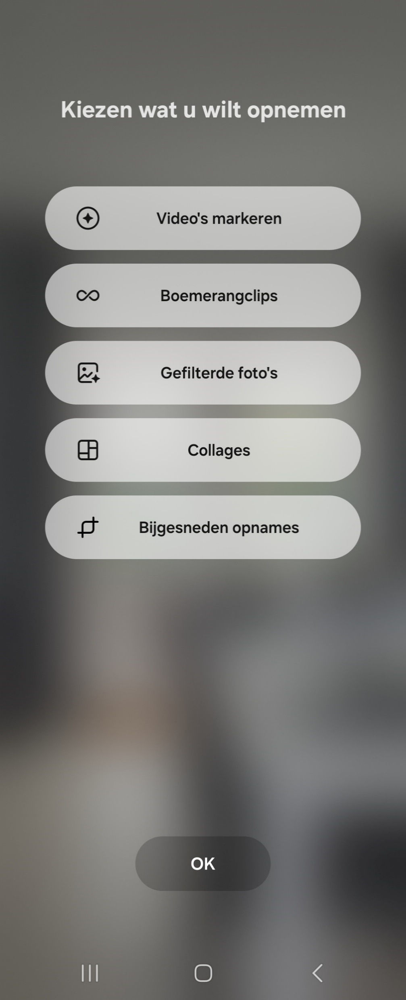 Kiezen wat u wilt opnemen
Video's markeren
Boemerangclips
Gefilterde foto's
Collages
Bijgesneden opnames
OK